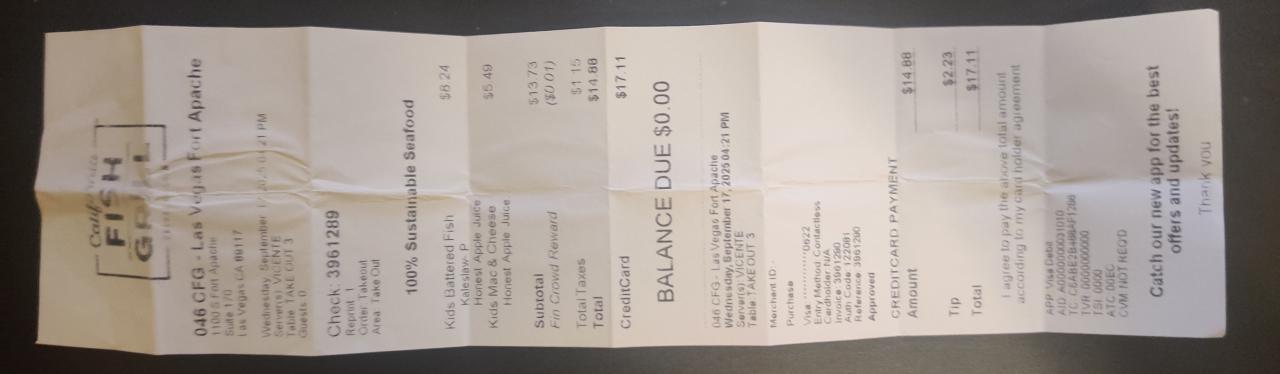 California
FISH
GRILL
046 CFG - Las Vegas Fort Apache
1100 S Fort Apache
Suite 170
Las Vegas CA 89117
Wednesday, September 17, 2025 04:21 PM
Server(s) VICENTE
Table TAKE OUT 3
Guests 0
Check: 3961289
Reprint 1
Order: Takeout
Area: Take Out
100% Sustainable Seafood
Kids Battered Fish $8.24
Kaleslaw- P
Honest Apple Juice
Kids Mac & Cheese $5.49
Honest Apple Juice
Subtotal $13.73
Fin Crowd Reward ($0.01)
Total Taxes $1.15
Total $14.88
CreditCard $17.11
BALANCE DUE $0.00
046 CFG - Las Vegas Fort Apache
Wednesday, September 17, 2025 04:21 PM
Server(s) VICENTE
Table TAKE OUT 3
Merchant ID: -
Purchase
Visa ************0622
Entry Method: Contactless
Cardholder: N/A
Invoice:
Auth Code: 122081
Reference:
Approved
CREDITCARD PAYMENT
Amount $14.88
Tip $2.23
Total $17.11
I agree to pay the above total amount
according to my card holder agreement
APP Visa Debit
AID A0000000031010
TC
TVR 0000000000
TSI 0000
ATC 00EC
CVM NOT REQ'D
Catch our new app for the best
offers and updates!
Thank you